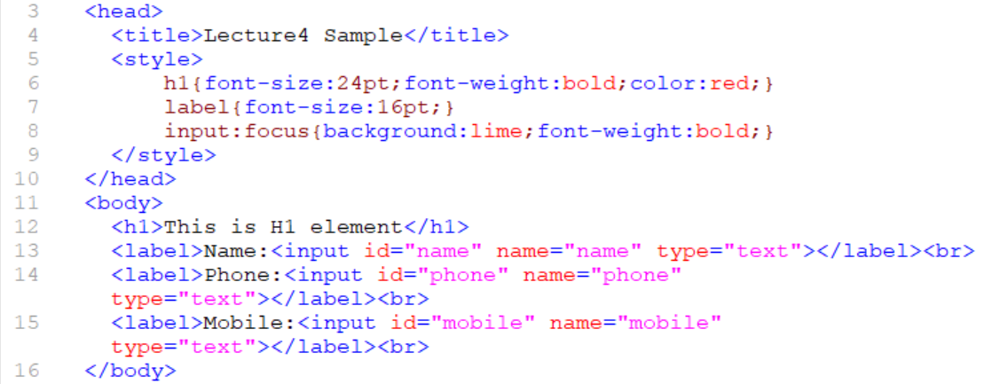 3 <head>
4 <title>Lecture4 Sample</title>
5 <style>
6 h1{font-size:24pt;font-weight:bold;color:red;}
7 label{font-size:16pt;}
8 input:focus{background:lime;font-weight:bold;}
9 </style>
10 </head>
11 <body>
12 <h1>This is H1 element</h1>
13 <label>Name:<input id="name" name="name" type="text"></label><br>
14 <label>Phone:<input id="phone" name="phone"
type="text"></label><br>
15 <label>Mobile:<input id="mobile" name="mobile"
type="text"></label><br>
16 </body>